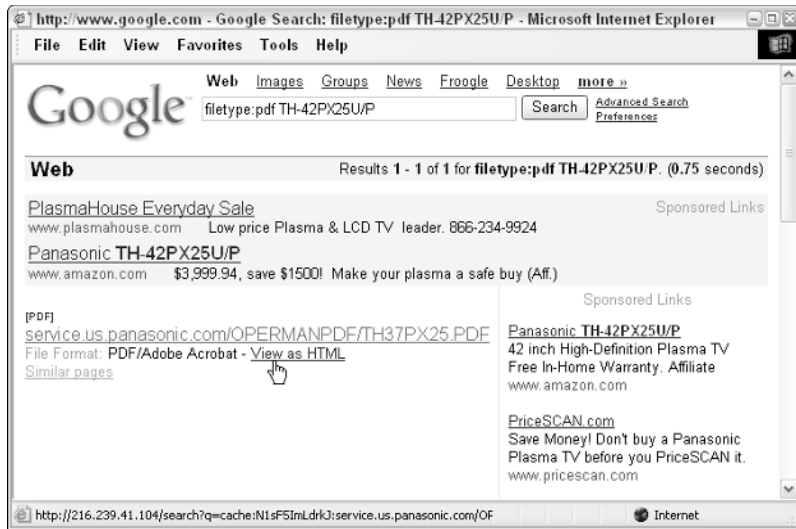 http://www.google.com - Google Search: filetype:pdf TH-42PX25U/P - Microsoft Internet Explorer
File Edit View Favorites Tools Help
Web Images Groups News Froogle Desktop more »
Google™
filetype:pdf TH-42PX25U/P Search Advanced Search
Preferences
Web Results 1 - 1 of 1 for filetype:pdf TH-42PX25U/P. (0.75 seconds)
PlasmaHouse Everyday Sale Sponsored Links
www.plasmahouse.com Low price Plasma & LCD TV leader. 866-234-9924
Panasonic TH-42PX25U/P
www.amazon.com $3,999.94, save $1500! Make your plasma a safe buy (Aff.)
[PDF]
service.us.panasonic.com/OPERMANPDF/TH37PX25.PDF
File Format: PDF/Adobe Acrobat - View as HTML
Similar pages
Sponsored Links
Panasonic TH-42PX25U/P
42 inch High-Definition Plasma TV
Free In-Home Warranty. Affiliate
www.amazon.com
PriceSCAN.com
Save Money! Don't buy a Panasonic
Plasma TV before you PriceSCAN it.
www.pricescan.com
http://216.239.41.104/search?q=cache:N1sF5ImLdrkJ:service.us.panasonic.com/OF Internet